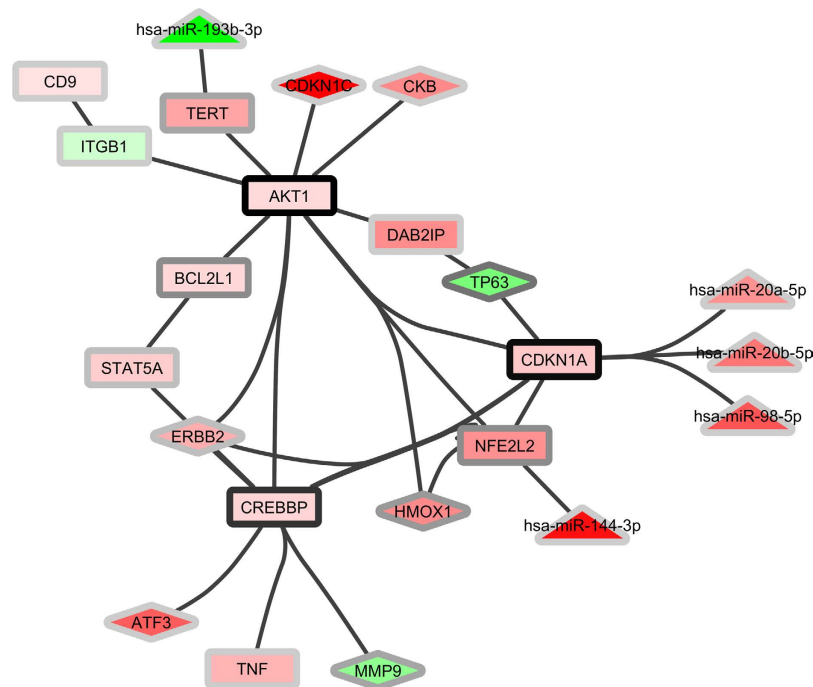 hsa-miR-193b-3p
CD9
CDKN1C
CKB
TERT
ITGB1
AKT1
DAB2IP
BCL2L1
TP63
hsa-miR-20a-5p
hsa-miR-20b-5p
CDKN1A
STAT5A
hsa-miR-98-5p
ERBB2
NFE2L2
CREBBP
HMOX1
hsa-miR-144-3p
ATF3
TNF
MMP9